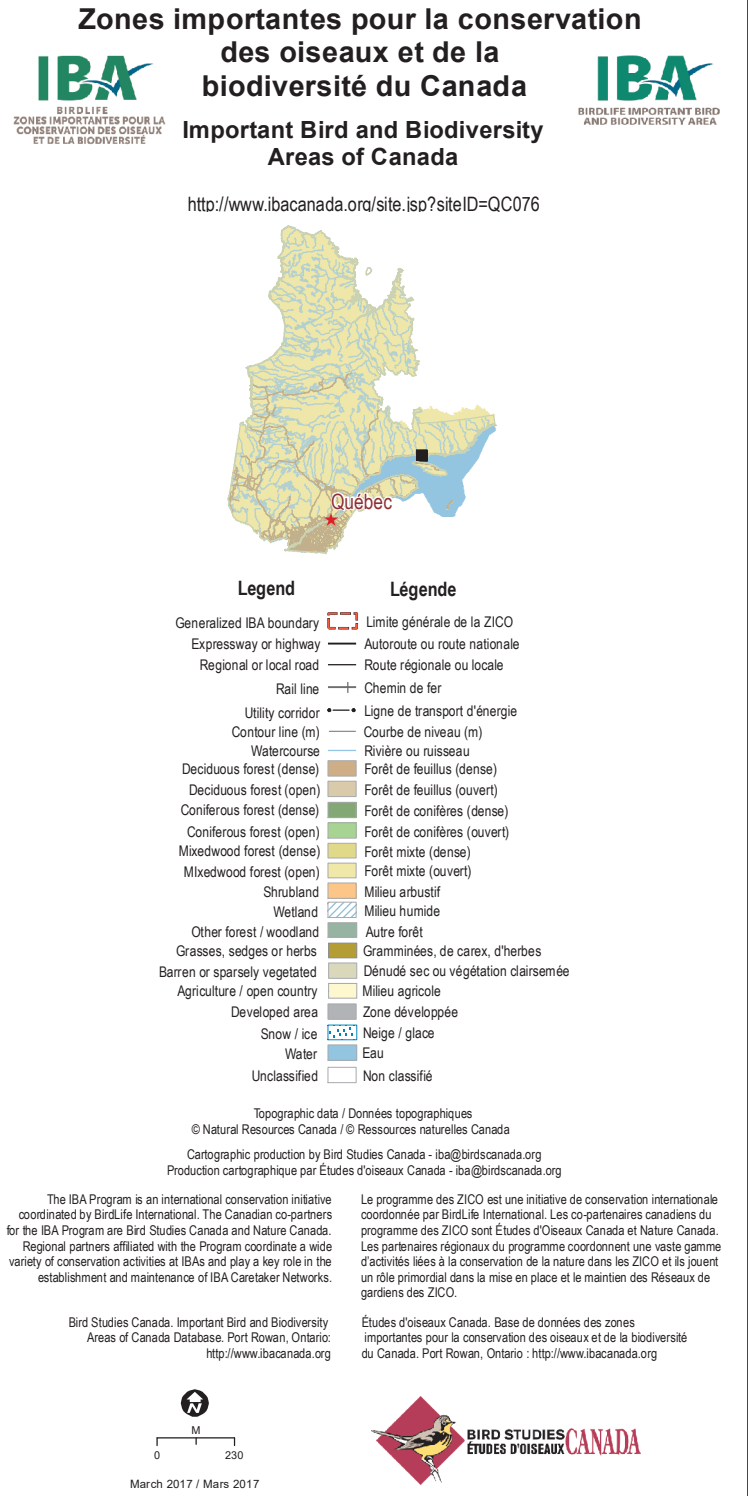 Zones importantes pour la conservation
des oiseaux et de la
biodiversité du Canada
IBA
BIRDLIFE
ZONES IMPORTANTES POUR LA
CONSERVATION DES OISEAUX
ET DE LA BIODIVERSITÉ
IBA
BIRDLIFE IMPORTANT BIRD
AND BIODIVERSITY AREA
Important Bird and Biodiversity
Areas of Canada
http://www.ibacanada.org/site.jsp?siteID=QC076
Québec
Legend Légende
Generalized IBA boundary Limite générale de la ZICO
Expressway or highway Autoroute ou route nationale
Regional or local road Route régionale ou locale
Rail line Chemin de fer
Utility corridor Ligne de transport d'énergie
Contour line (m) Courbe de niveau (m)
Watercourse Rivière ou ruisseau
Deciduous forest (dense) Forêt de feuillus (dense)
Deciduous forest (open) Forêt de feuillus (ouvert)
Coniferous forest (dense) Forêt de conifères (dense)
Coniferous forest (open) Forêt de conifères (ouvert)
Mixedwood forest (dense) Forêt mixte (dense)
MIxedwood forest (open) Forêt mixte (ouvert)
Shrubland Milieu arbustif
Wetland Milieu humide
Other forest / woodland Autre forêt
Grasses, sedges or herbs Gramminées, de carex, d'herbes
Barren or sparsely vegetated Dénudé sec ou végétation clairsemée
Agriculture / open country Milieu agricole
Developed area Zone développée
Snow / ice Neige / glace
Water Eau
Unclassified Non classifié
Topographic data / Données topographiques
© Natural Resources Canada / © Ressources naturelles Canada
Cartographic production by Bird Studies Canada - iba@birdscanada.org
Production cartographique par Études d'oiseaux Canada - iba@birdscanada.org
The IBA Program is an international conservation initiative
coordinated by BirdLife International. The Canadian co-partners
for the IBA Program are Bird Studies Canada and Nature Canada.
Regional partners affiliated with the Program coordinate a wide
variety of conservation activities at IBAs and play a key role in the
establishment and maintenance of IBA Caretaker Networks.
Le programme des ZICO est une initiative de conservation internationale
coordonnée par BirdLife International. Les co-partenaires canadiens du
programme des ZICO sont Études d'Oiseaux Canada et Nature Canada.
Les partenaires régionaux du programme coordonnent une vaste gamme
d'activités liées à la conservation de la nature dans les ZICO et ils jouent
un rôle primordial dans la mise en place et le maintien des Réseaux de
gardiens des ZICO.
Bird Studies Canada. Important Bird and Biodiversity
Areas of Canada Database. Port Rowan, Ontario:
http://www.ibacanada.org
Études d'oiseaux Canada. Base de données des zones
importantes pour la conservation des oiseaux et de la biodiversité
du Canada. Port Rowan, Ontario : http://www.ibacanada.org
N
M
0 230
March 2017 / Mars 2017
BIRD STUDIES
ÉTUDES D'OISEAUX CANADA